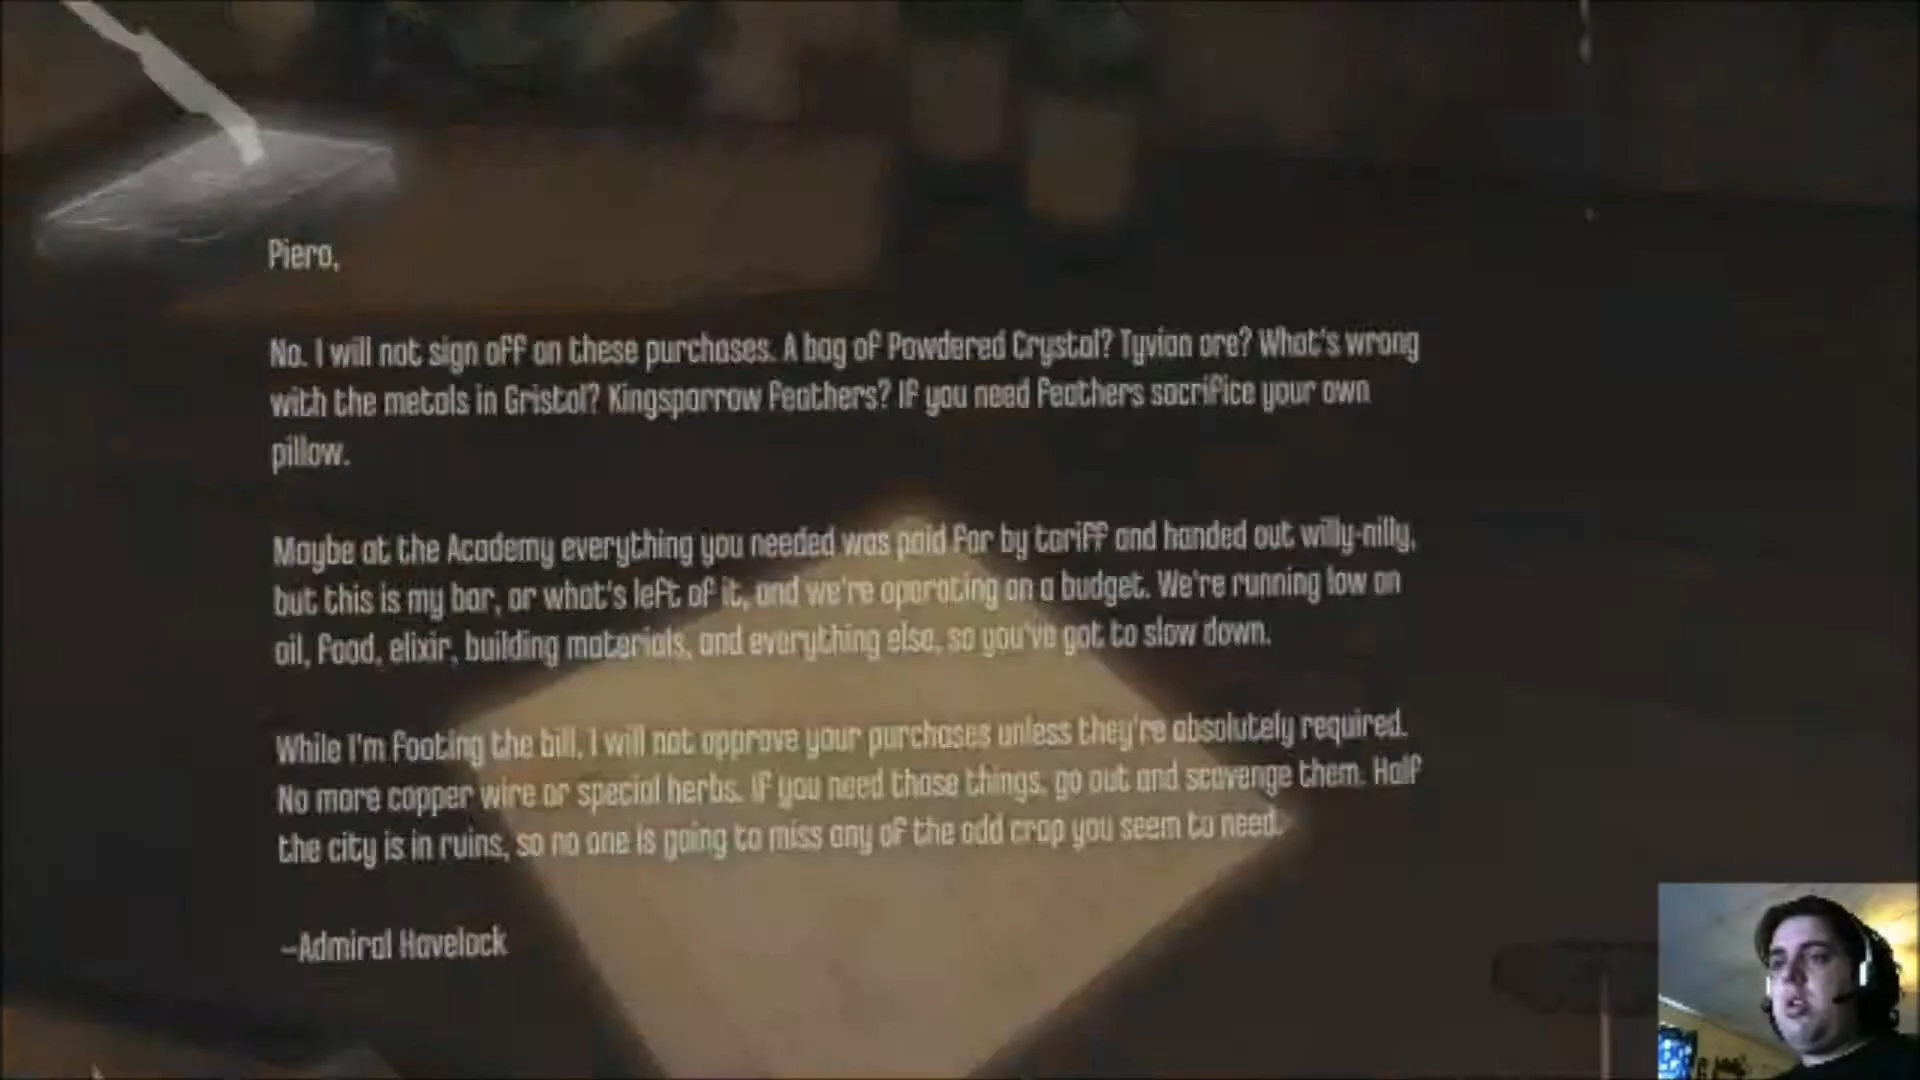 Piero,
No. I will not sign off on these purchases. A bag of Powdered Crystal? Tyvian ore? What's wrong
with the metals in Gristol? Kingsparrow feathers? If you need feathers sacrifice your own
pillow.
Maybe at the Academy everything you needed was paid for by tariff and handed out willy-nilly,
but this is my bar, or what's left of it, and we're operating on a budget. We're running low on
oil, food, elixir, building materials, and everything else, so you've got to slow down.
While I'm footing the bill, I will not approve your purchases unless they're absolutely required.
No more copper wire or special herbs. If you need those things, go out and scavenge them. Half
the city is in ruins, so no one is going to miss any of the odd crap you seem to need.
–Admiral Havelock